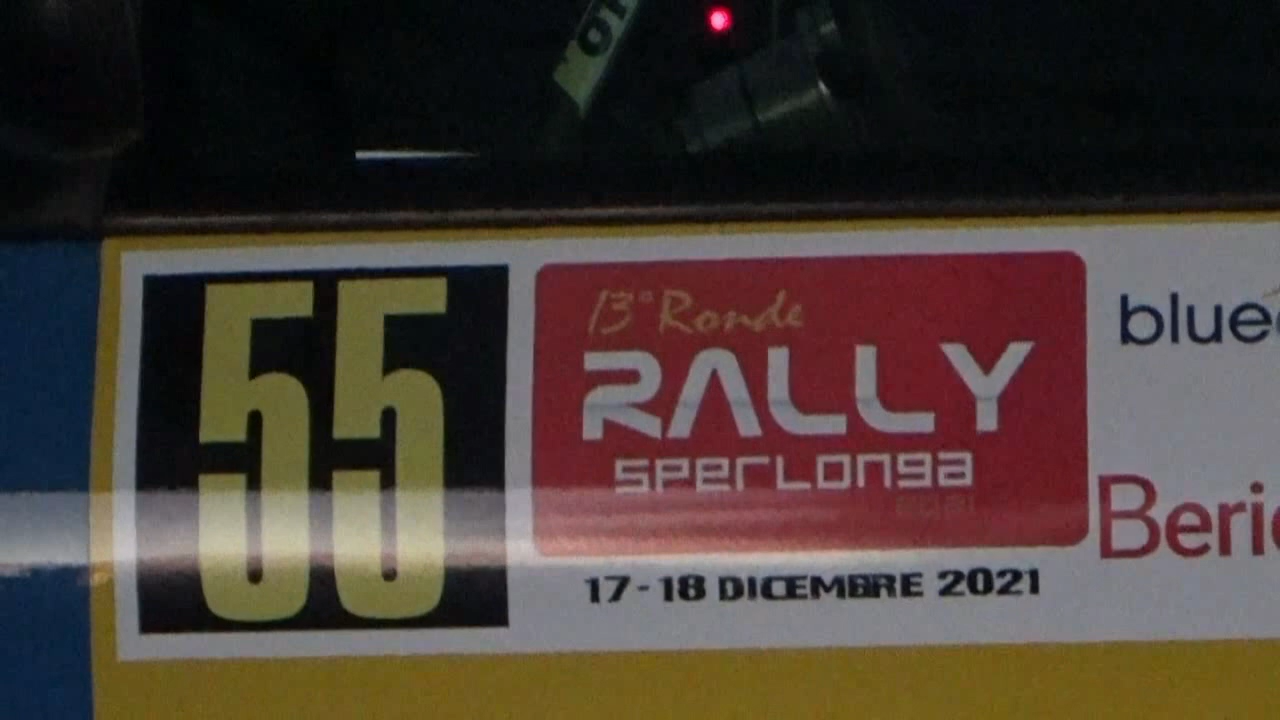 55
13° Ronde
RALLY
SPERLONGA
17-18 DICEMBRE 2021
blue
Beri